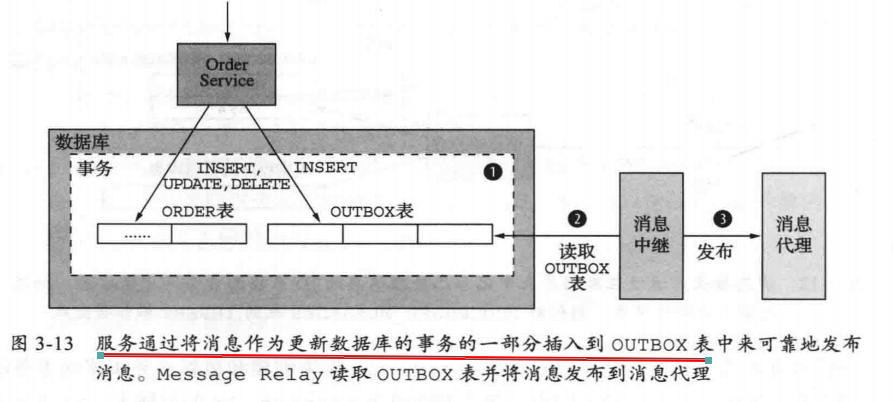 Order
Service
数据库
事务
INSERT,
UPDATE,DELETE
INSERT
❶
ORDER表
OUTBOX表
......
❷
读取
OUTBOX
表
消息
中继
❸
发布
消息
代理
图 3-13 服务通过将消息作为更新数据库的事务的一部分插入到 OUTBOX 表中来可靠地发布
消息。Message Relay 读取 OUTBOX 表并将消息发布到消息代理